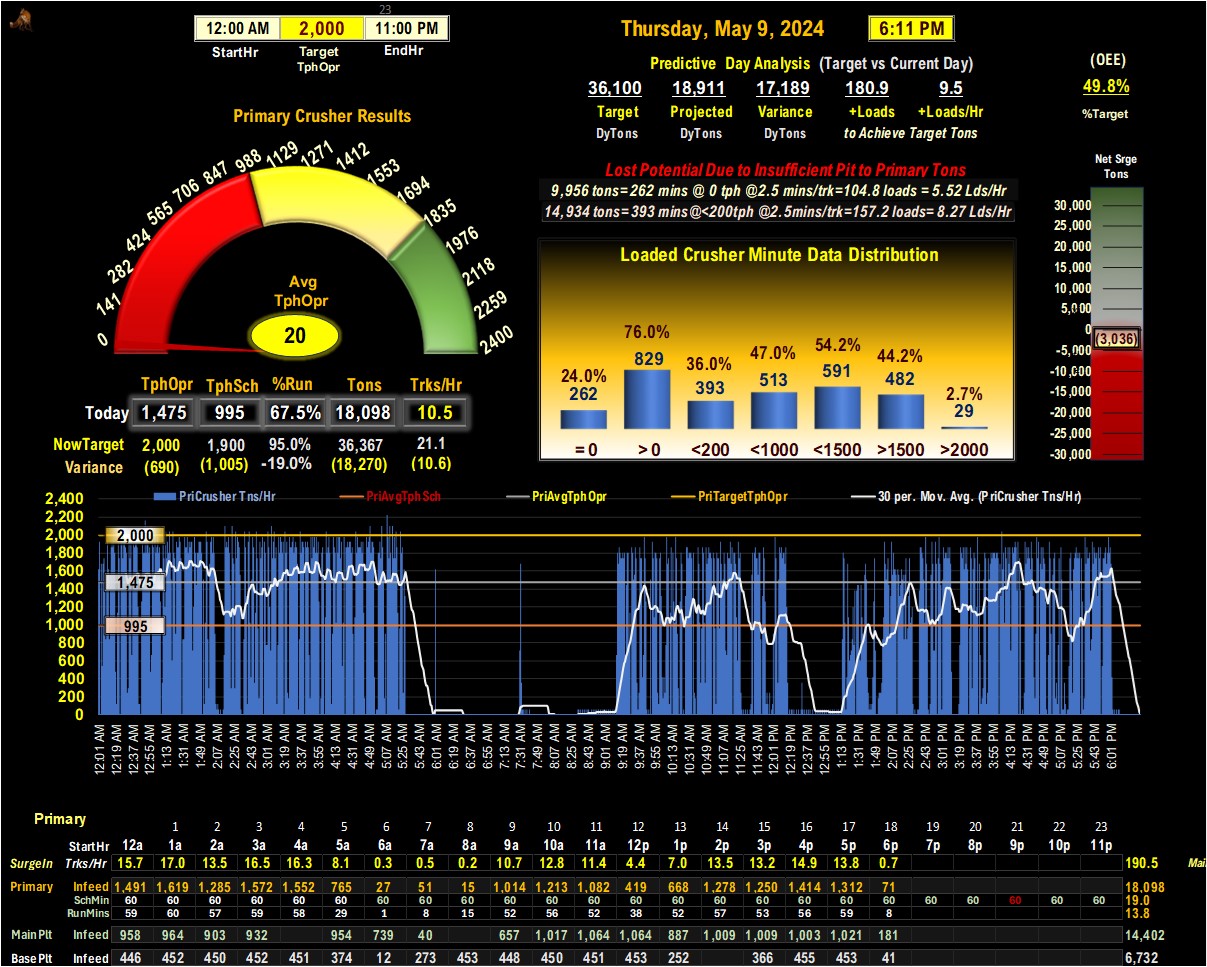 23
12:00 AM 2,000 11:00 PM
StartHr Target TphOpr EndHr
Thursday, May 9, 2024 6:11 PM
Predictive Day Analysis (Target vs Current Day)
36,100 18,911 17,189 180.9 9.5
Target Projected Variance +Loads +Loads/Hr
DyTons DyTons DyTons to Achieve Target Tons
(OEE)
49.8%
%Target
Primary Crusher Results
0 141 282 424 565 706 847 988 1129 1271 1412 1553 1694 1835 1976 2118 2259 2400
Avg
TphOpr
20
Lost Potential Due to Insufficient Pit to Primary Tons
9,956 tons=262 mins @ 0 tph @2.5 mins/trk=104.8 loads = 5.52 Lds/Hr
14,934 tons=393 mins@<200tph @2.5mins/trk=157.2 loads= 8.27 Lds/Hr
Net Srge
Tons
30,000
25,000
20,000
15,000
10,000
5,000
0
(3,036)
-5,000
-10,000
-15,000
-20,000
-25,000
-30,000
Loaded Crusher Minute Data Distribution
24.0% 76.0% 36.0% 47.0% 54.2% 44.2% 2.7%
262 829 393 513 591 482 29
=0 >0 <200 <1000 <1500 >1500 >2000
TphOpr TphSch %Run Tons Trks/Hr
Today 1,475 995 67.5% 18,098 10.5
NowTarget 2,000 1,900 95.0% 36,367 21.1
Variance (690) (1,005) -19.0% (18,270) (10.6)
PriCrusher Tns/Hr PriAvgTphSch PriAvgTphOpr PriTargetTphOpr 30 per. Mov. Avg. (PriCrusher Tns/Hr)
2,400
2,200
2,000 2,000
1,800
1,600
1,400 1,475
1,200
1,000 995
800
600
400
200
0
12:01 AM 12:19 AM 12:37 AM 12:55 AM 1:13 AM 1:31 AM 1:49 AM 2:07 AM 2:25 AM 2:43 AM 3:01 AM 3:19 AM 3:37 AM 3:55 AM 4:13 AM 4:31 AM 4:49 AM 5:07 AM 5:25 AM 5:43 AM 6:01 AM 6:19 AM 6:37 AM 6:55 AM 7:13 AM 7:31 AM 7:49 AM 8:07 AM 8:25 AM 8:43 AM 9:01 AM 9:19 AM 9:37 AM 9:55 AM 10:13 AM 10:31 AM 10:49 AM 11:07 AM 11:25 AM 11:43 AM 12:01 PM 12:19 PM 12:37 PM 12:55 PM 1:13 PM 1:31 PM 1:49 PM 2:07 PM 2:25 PM 2:43 PM 3:01 PM 3:19 PM 3:37 PM 3:55 PM 4:13 PM 4:31 PM 4:49 PM 5:07 PM 5:25 PM 5:43 PM 6:01 PM
Primary
1 2 3 4 5 6 7 8 9 10 11 12 13 14 15 16 17 18 19 20 21 22 23
StartHr 12a 1a 2a 3a 4a 5a 6a 7a 8a 9a 10a 11a 12p 1p 2p 3p 4p 5p 6p 7p 8p 9p 10p 11p
SurgeIn Trks/Hr 15.7 17.0 13.5 16.5 16.3 8.1 0.3 0.5 0.2 10.7 12.8 11.4 4.4 7.0 13.5 13.2 14.9 13.8 0.7 190.5
Primary Infeed 1,491 1,619 1,285 1,572 1,552 765 27 51 15 1,014 1,213 1,082 419 668 1,278 1,250 1,414 1,312 71 18,098
SchMin 60 60 60 60 60 60 60 60 60 60 60 60 60 60 60 60 60 60 60 60 60 60 60 60 19.0
RunMins 59 60 57 59 58 29 1 8 15 52 56 52 38 52 57 53 56 59 8 13.8
MainPlt Infeed 958 964 903 932 954 739 40 657 1,017 1,064 1,064 887 1,009 1,009 1,003 1,021 181 14,402
BasePlt Infeed 446 452 450 452 451 374 12 273 453 448 450 451 453 252 366 455 453 41 6,732